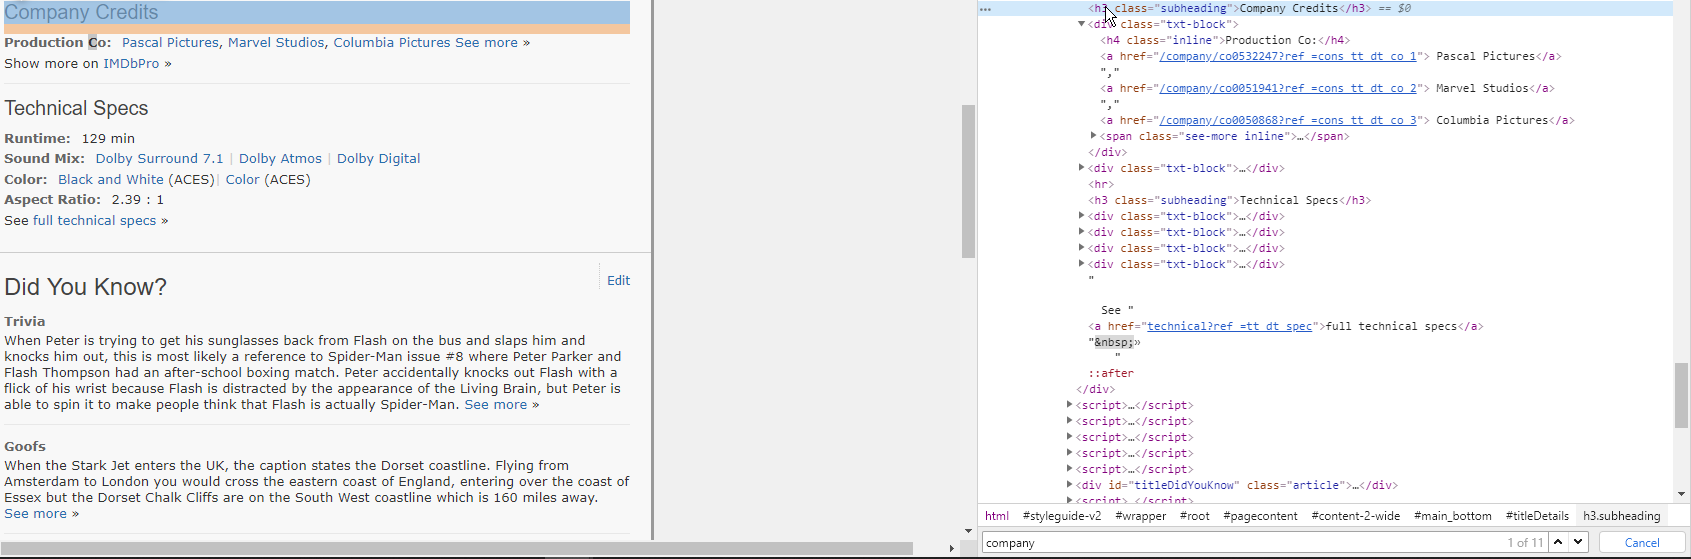 Company Credits
Production Co: Pascal Pictures, Marvel Studios, Columbia Pictures See more »
Show more on IMDbPro »
Technical Specs
Runtime: 129 min
Sound Mix: Dolby Surround 7.1 | Dolby Atmos | Dolby Digital
Color: Black and White (ACES)| Color (ACES)
Aspect Ratio: 2.39 : 1
See full technical specs »
Did You Know?
Edit
Trivia
When Peter is trying to get his sunglasses back from Flash on the bus and slaps him and
knocks him out, this is most likely a reference to Spider-Man issue #8 where Peter Parker and
Flash Thompson had an after-school boxing match. Peter accidentally knocks out Flash with a
flick of his wrist because Flash is distracted by the appearance of the Living Brain, but Peter is
able to spin it to make people think that Flash is actually Spider-Man. See more »
Goofs
When the Stark Jet enters the UK, the caption states the Dorset coastline. Flying from
Amsterdam to London you would cross the eastern coast of England, entering over the coast of
Essex but the Dorset Chalk Cliffs are on the South West coastline which is 160 miles away.
See more »
… <h3 class="subheading">Company Credits</h3> == $0
<div class="txt-block">
<h4 class="inline">Production Co:</h4>
<a href="/company/co0532247?ref_=cons_tt_dt_co_1"> Pascal Pictures</a>
","
<a href="/company/co0051941?ref_=cons_tt_dt_co_2"> Marvel Studios</a>
","
<a href="/company/co0050868?ref_=cons_tt_dt_co_3"> Columbia Pictures</a>
<span class="see-more inline">…</span>
</div>
<div class="txt-block">…</div>
<hr>
<h3 class="subheading">Technical Specs</h3>
<div class="txt-block">…</div>
<div class="txt-block">…</div>
<div class="txt-block">…</div>
<div class="txt-block">…</div>
"
See "
<a href="technical?ref_=tt_dt_spec">full technical specs</a>
"&nbsp;»
"
::after
</div>
<script>…</script>
<script>…</script>
<script>…</script>
<script>…</script>
<script>…</script>
<div id="titleDidYouKnow" class="article">…</div>
<script>…</script>
html #styleguide-v2 #wrapper #root #pagecontent #content-2-wide #main_bottom #titleDetails h3.subheading
company 1 of 11 Cancel